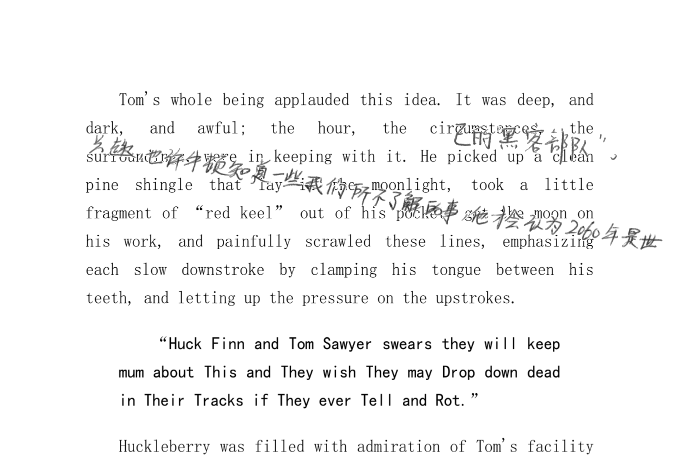 Tom's whole being applauded this idea. It was deep, and
dark, and awful; the hour, the circumstances, the
己的黑客部队”。
surroundings, were in keeping with it. He picked up a clean
也许牛顿知道一些我们所不了解的事,他才会认为2060年是世
pine shingle that lay in the moonlight, took a little
fragment of “red keel” out of his pocket, got the moon on
his work, and painfully scrawled these lines, emphasizing
each slow downstroke by clamping his tongue between his
teeth, and letting up the pressure on the upstrokes.
“Huck Finn and Tom Sawyer swears they will keep
mum about This and They wish They may Drop down dead
in Their Tracks if They ever Tell and Rot.”
Huckleberry was filled with admiration of Tom's facility